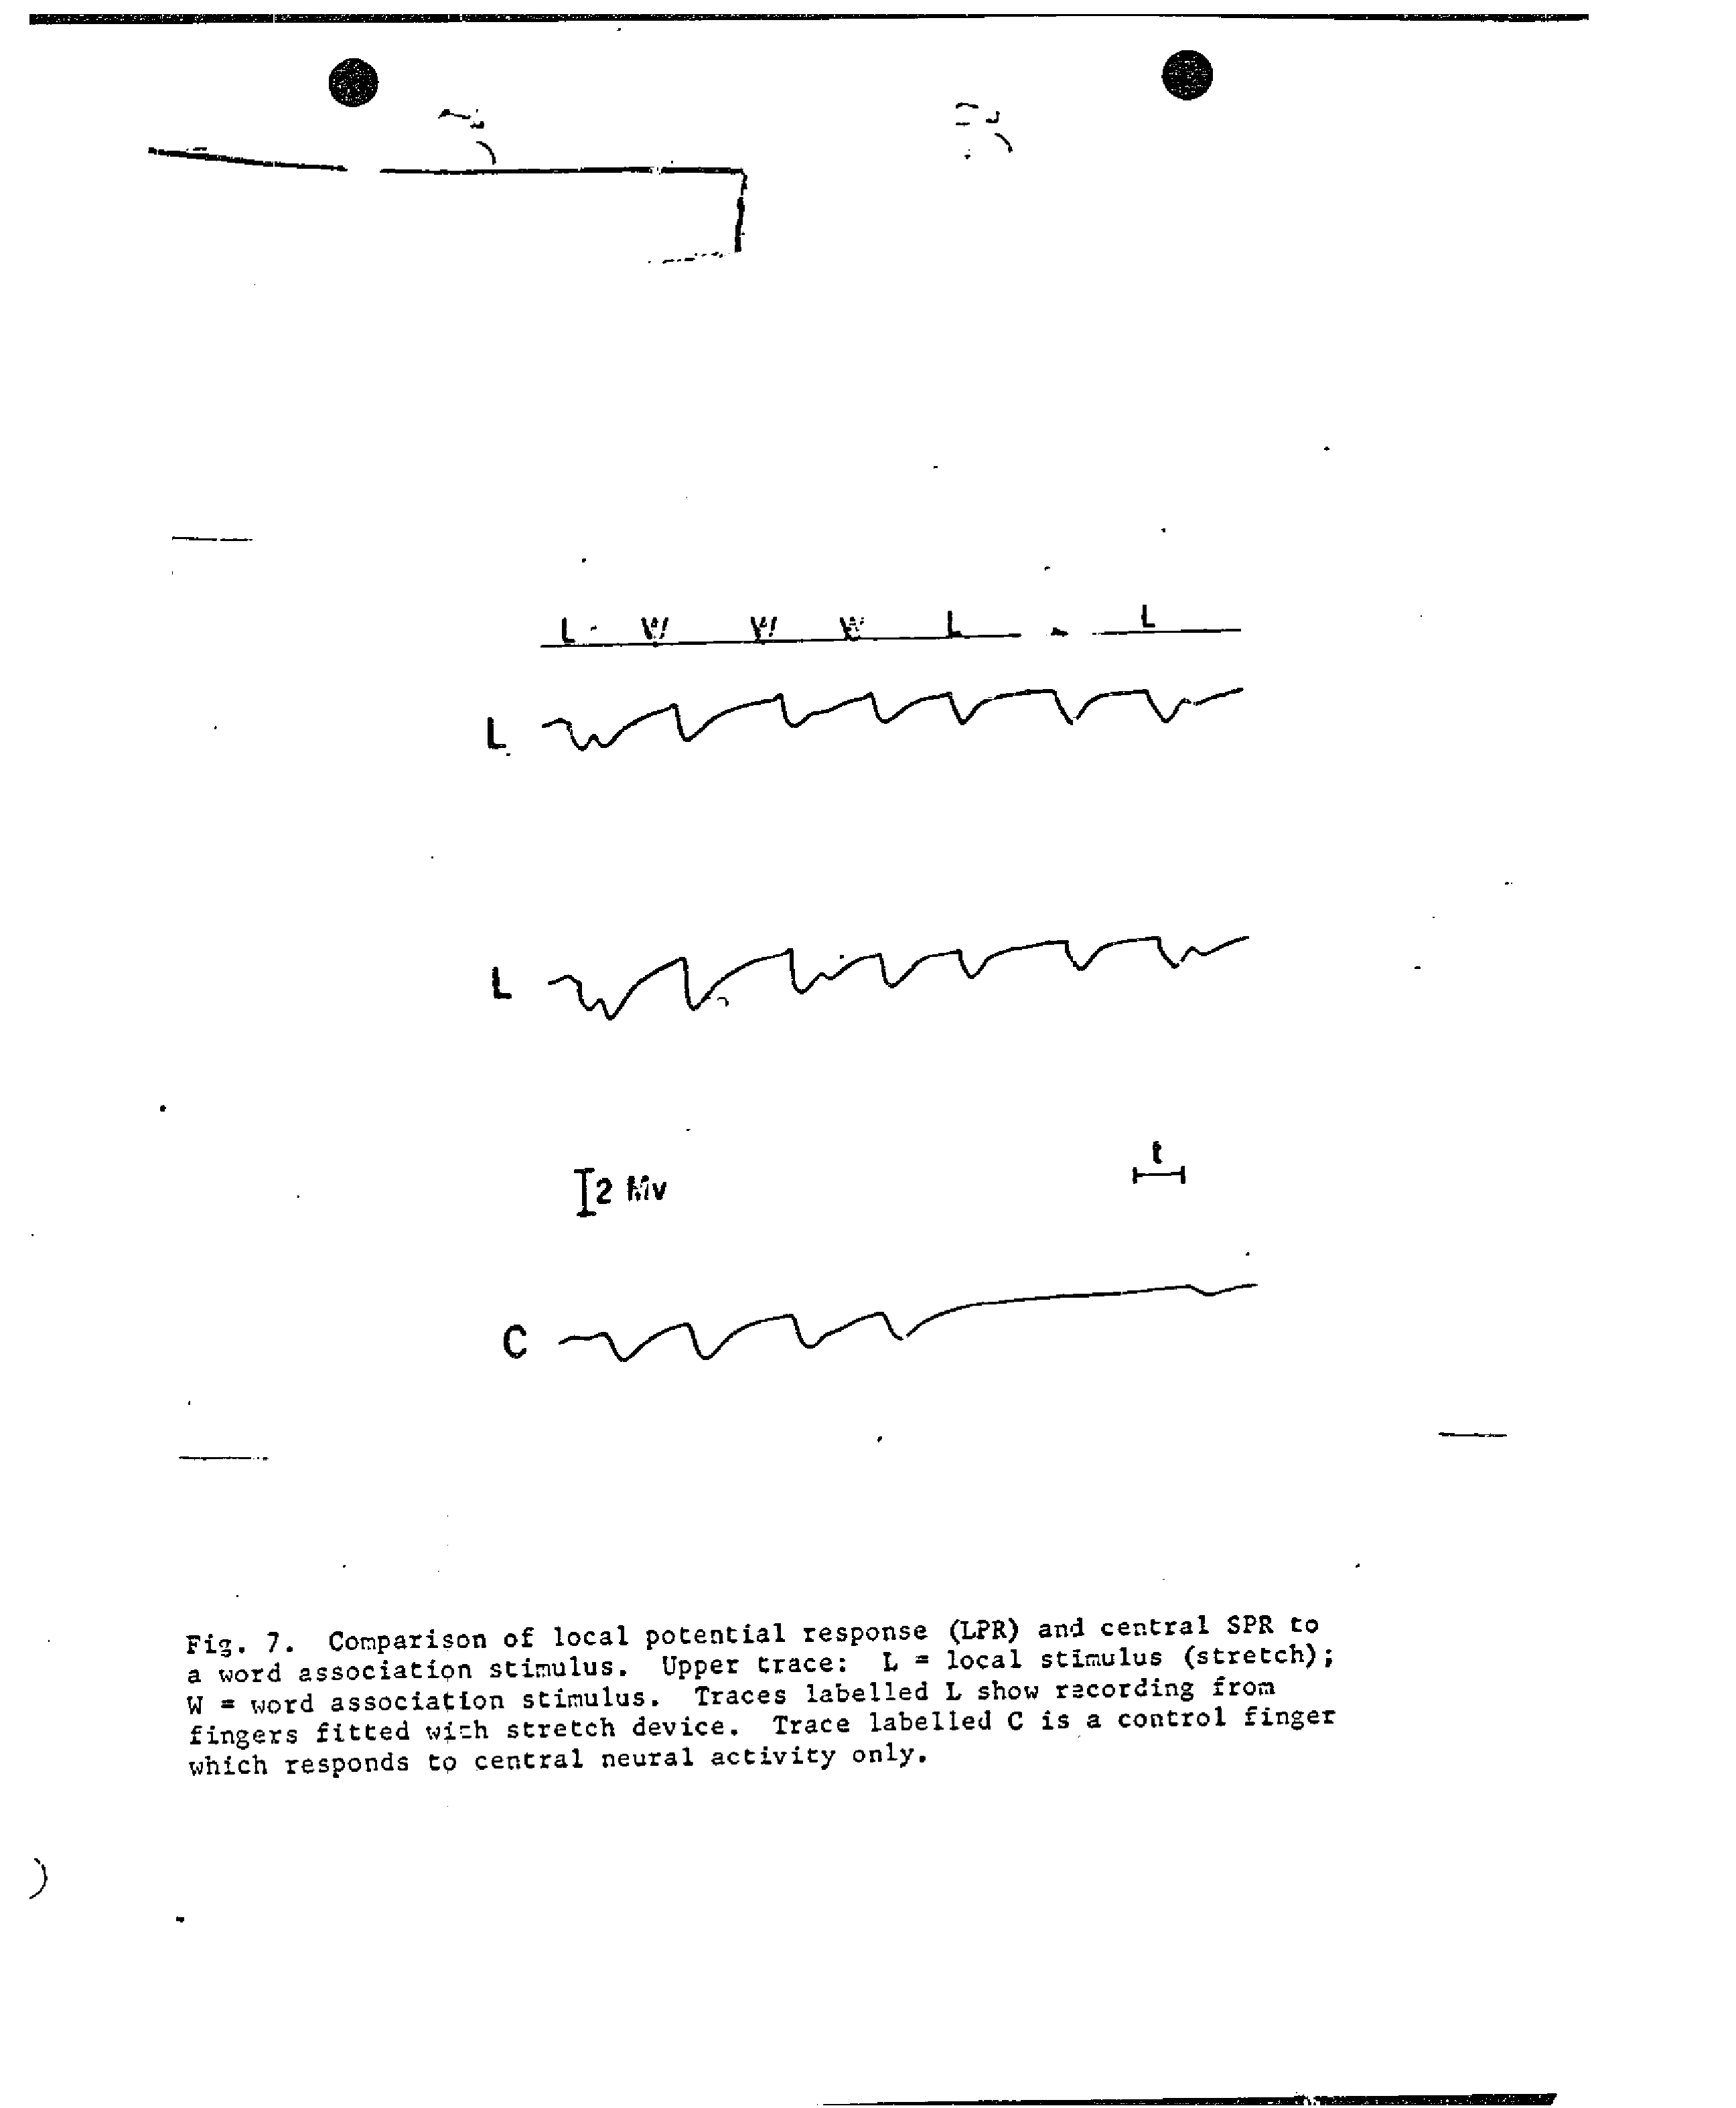 L W W W L L
L
L
t
2 Mv
C
Fig. 7. Comparison of local potential response (LPR) and central SPR to
a word association stimulus. Upper trace: L = local stimulus (stretch);
W = word association stimulus. Traces labelled L show recording from
fingers fitted with stretch device. Trace labelled C is a control finger
which responds to central neural activity only.